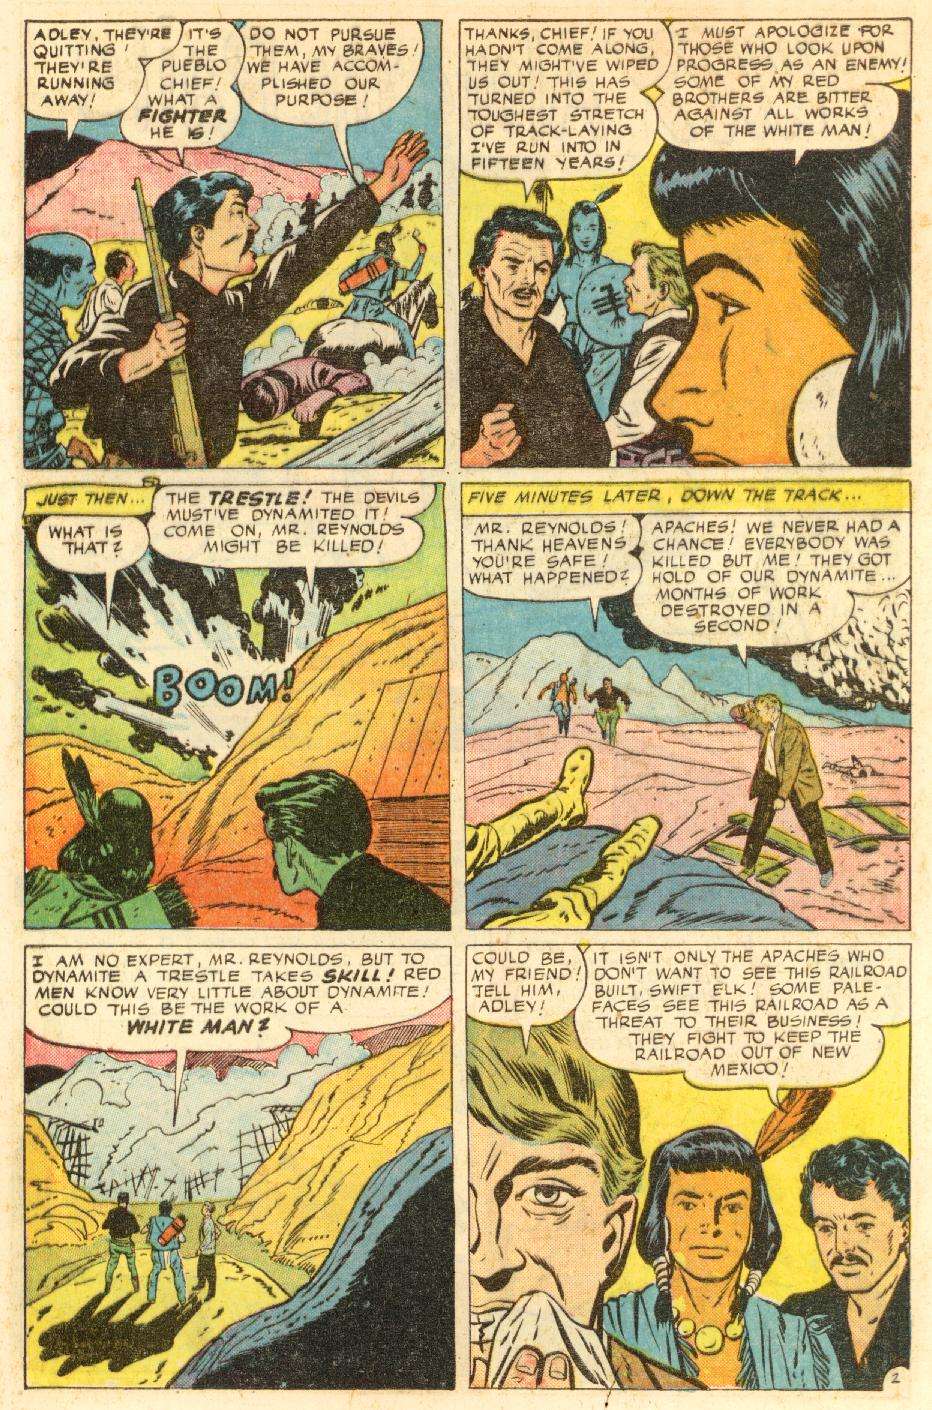 ADLEY, THEY'RE
QUITTING!
THEY'RE
RUNNING
AWAY!
IT'S
THE
PUEBLO
CHIEF!
WHAT A
FIGHTER
HE IS!
DO NOT PURSUE
THEM, MY BRAVES!
WE HAVE ACCOM-
PLISHED OUR
PURPOSE!
THANKS, CHIEF! IF YOU
HADN'T COME ALONG,
THEY MIGHT'VE WIPED
US OUT! THIS HAS
TURNED INTO THE
TOUGHEST STRETCH
OF TRACK-LAYING
I'VE RUN INTO IN
FIFTEEN YEARS!
I MUST APOLOGIZE FOR
THOSE WHO LOOK UPON
PROGRESS AS AN ENEMY!
SOME OF MY RED
BROTHERS ARE BITTER
AGAINST ALL WORKS
OF THE WHITE MAN!
JUST THEN...
WHAT IS
THAT?
THE TRESTLE! THE DEVILS
MUST'VE DYNAMITED IT!
COME ON, MR. REYNOLDS
MIGHT BE KILLED!
BOOM!
FIVE MINUTES LATER, DOWN THE TRACK...
MR. REYNOLDS!
THANK HEAVENS
YOU'RE SAFE!
WHAT HAPPENED?
APACHES! WE NEVER HAD A
CHANCE! EVERYBODY WAS
KILLED BUT ME! THEY GOT
HOLD OF OUR DYNAMITE...
MONTHS OF WORK
DESTROYED IN A
SECOND!
I AM NO EXPERT, MR. REYNOLDS, BUT TO
DYNAMITE A TRESTLE TAKES SKILL! RED
MEN KNOW VERY LITTLE ABOUT DYNAMITE!
COULD THIS BE THE WORK OF A
WHITE MAN?
COULD BE,
MY FRIEND!
TELL HIM,
ADLEY!
IT ISN'T ONLY THE APACHES WHO
DON'T WANT TO SEE THIS RAILROAD
BUILT, SWIFT ELK! SOME PALE-
FACES SEE THIS RAILROAD AS A
THREAT TO THEIR BUSINESS!
THEY FIGHT TO KEEP THE
RAILROAD OUT OF NEW
MEXICO!
2